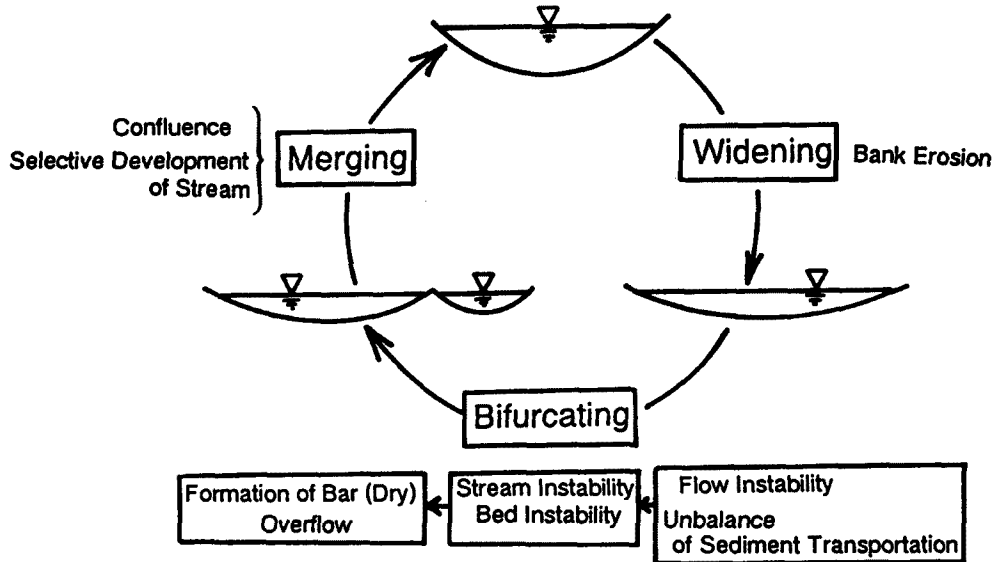 Confluence
Selective Development
of Stream
Merging
Widening
Bank Erosion
Bifurcating
Formation of Bar (Dry)
Overflow
Stream Instability
Bed Instability
Flow Instability
Unbalance
of Sediment Transportation